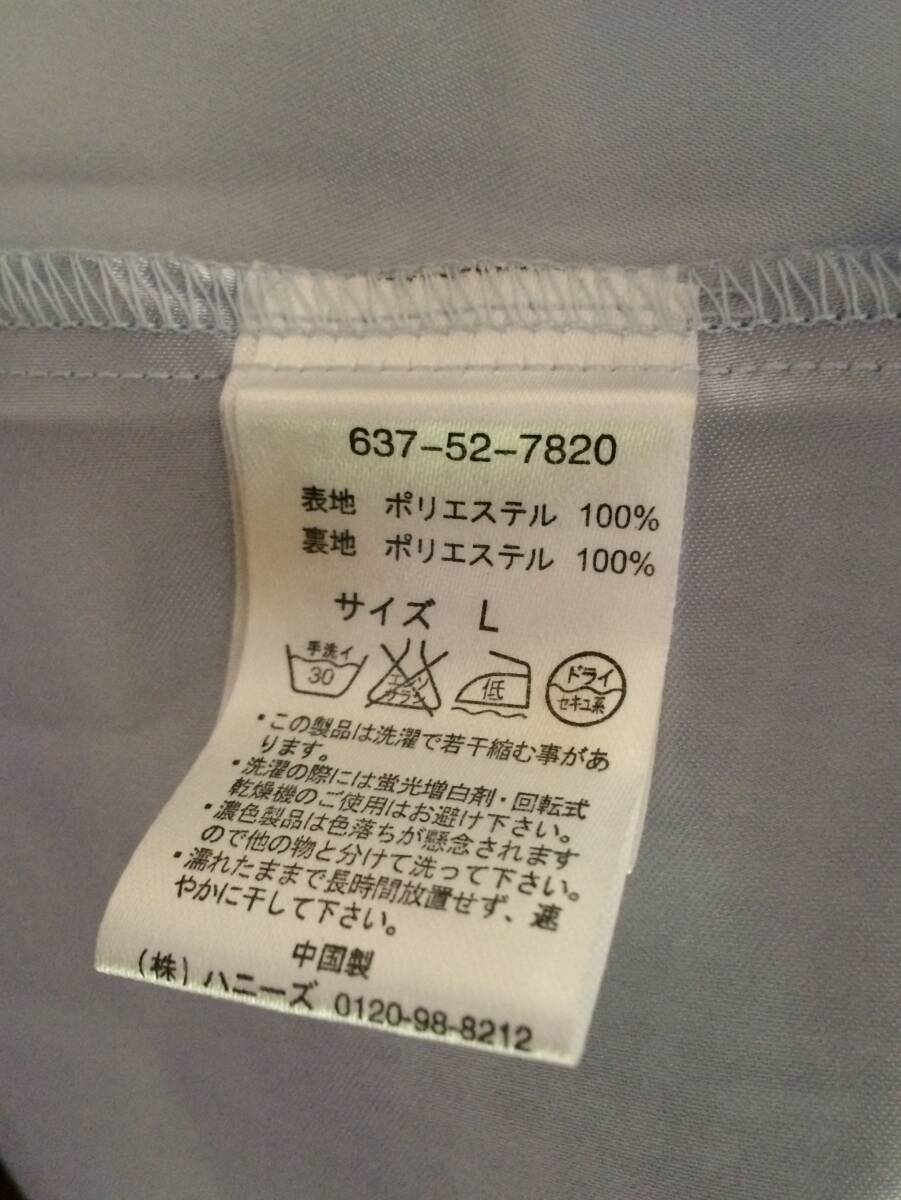 637-52-7820
表地 ポリエステル 100%
裏地 ポリエステル 100%
サイズ L
手洗イ
30
エンソ
サラシ
低
ドライ
セキユ系
・この製品は洗濯で若干縮む事があ
ります。
・洗濯の際には蛍光増白剤・回転式
乾燥機のご使用はお避け下さい。
・濃色製品は色落ちが懸念されます
ので他の物と分けて洗って下さい。
・濡れたままで長時間放置せず、速
やかに干して下さい。
中国製
(株)ハニーズ 0120-98-8212